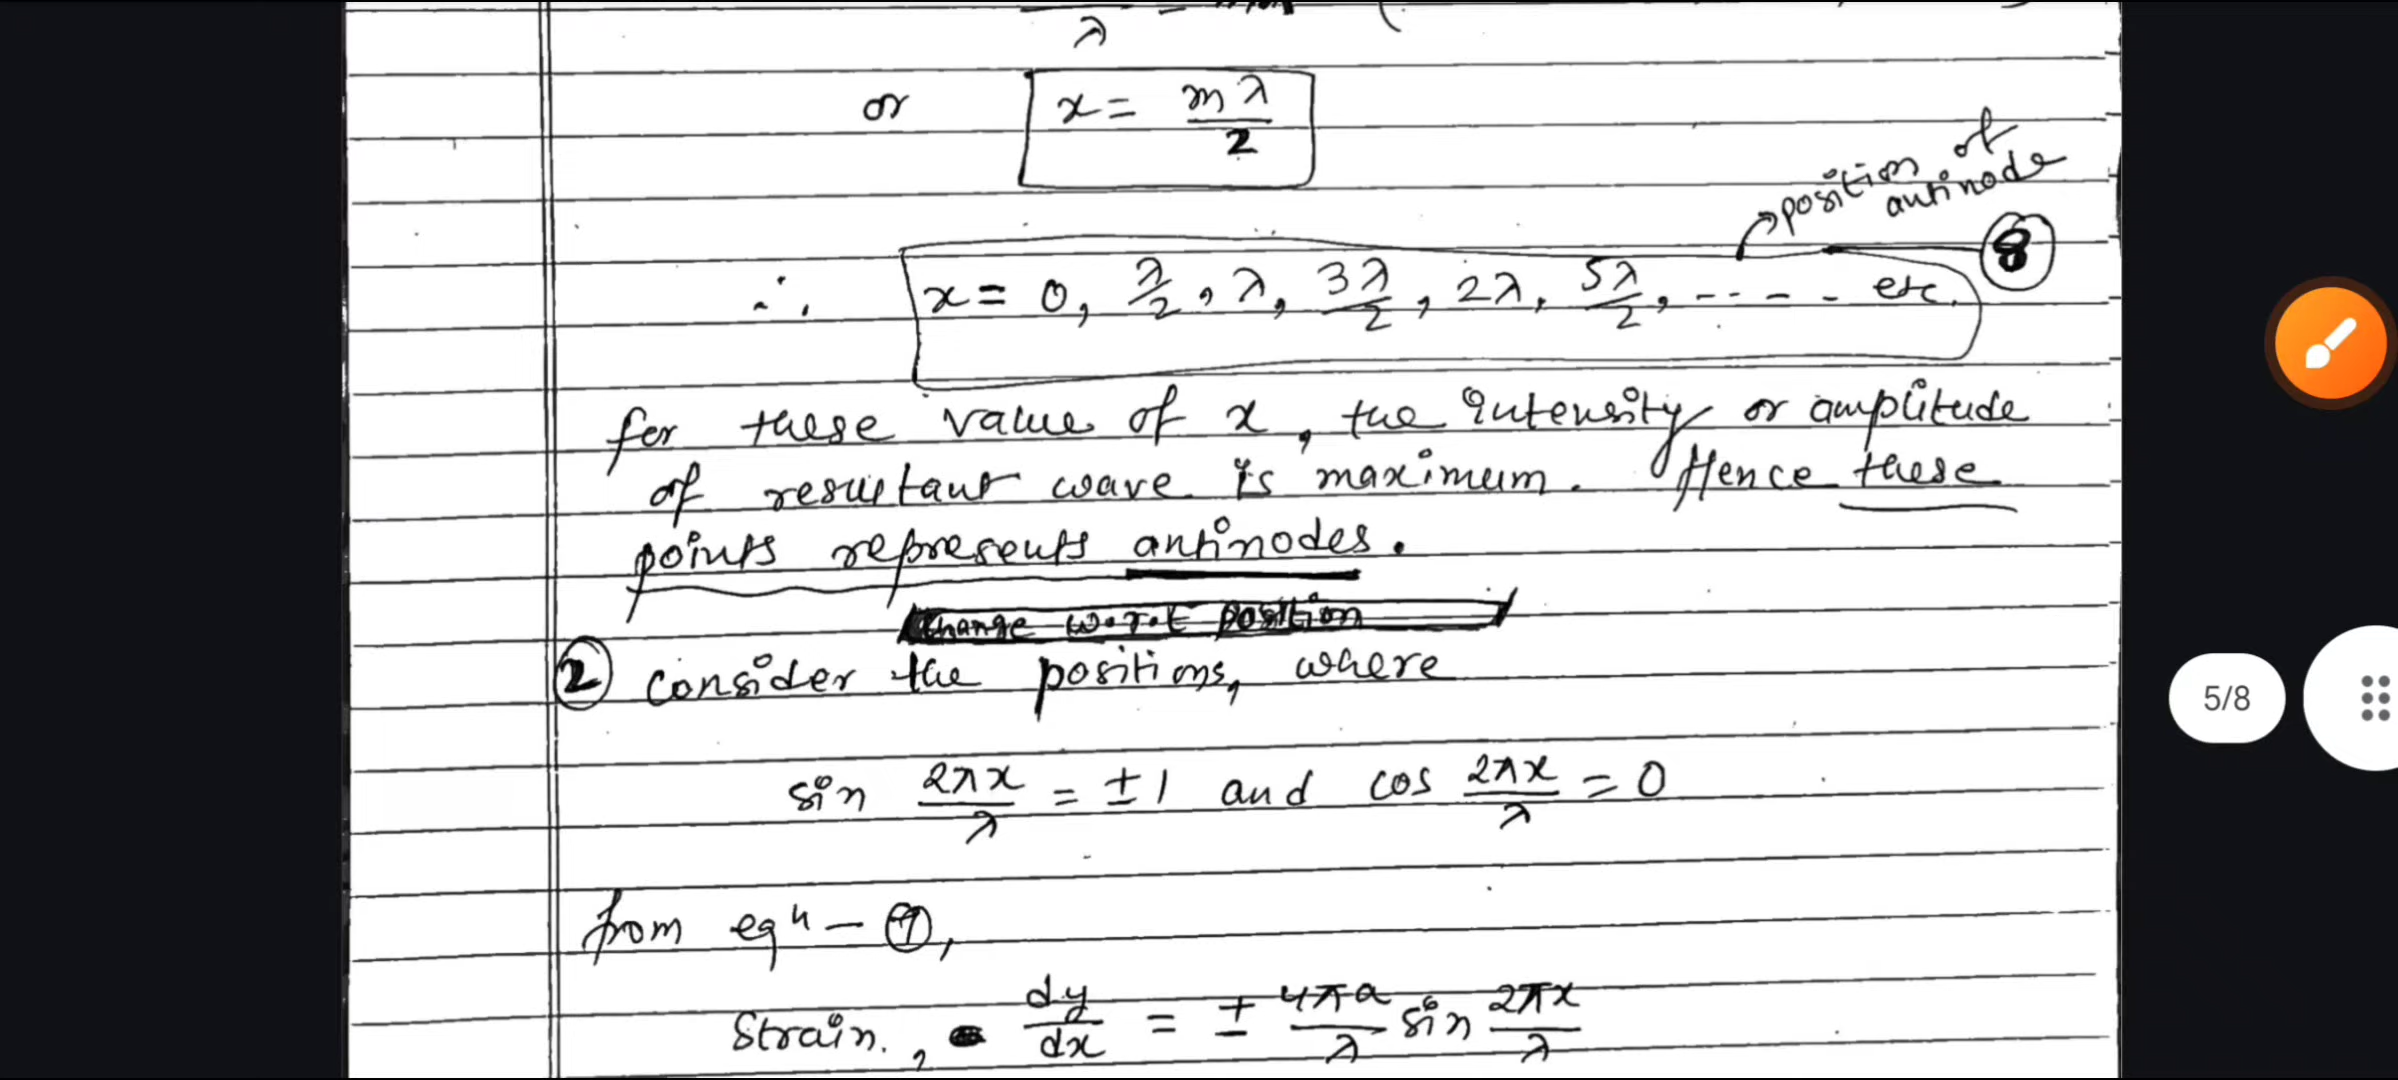 λ
or x = mλ/2
position of
antinode
⑧
∴ x = 0, λ/2, λ, 3λ/2, 2λ, 5λ/2, ---- etc.
for these value of x, the intensity or amplitude
of resultant wave is maximum. Hence these
points represents antinodes.
change w.r.t position
② consider the positions, where
sin 2πx/λ = ±1 and cos 2πx/λ = 0
5/8
from eqn - ⑦,
Strain, dy/dx = ± 4πa/λ sin 2πx/λ